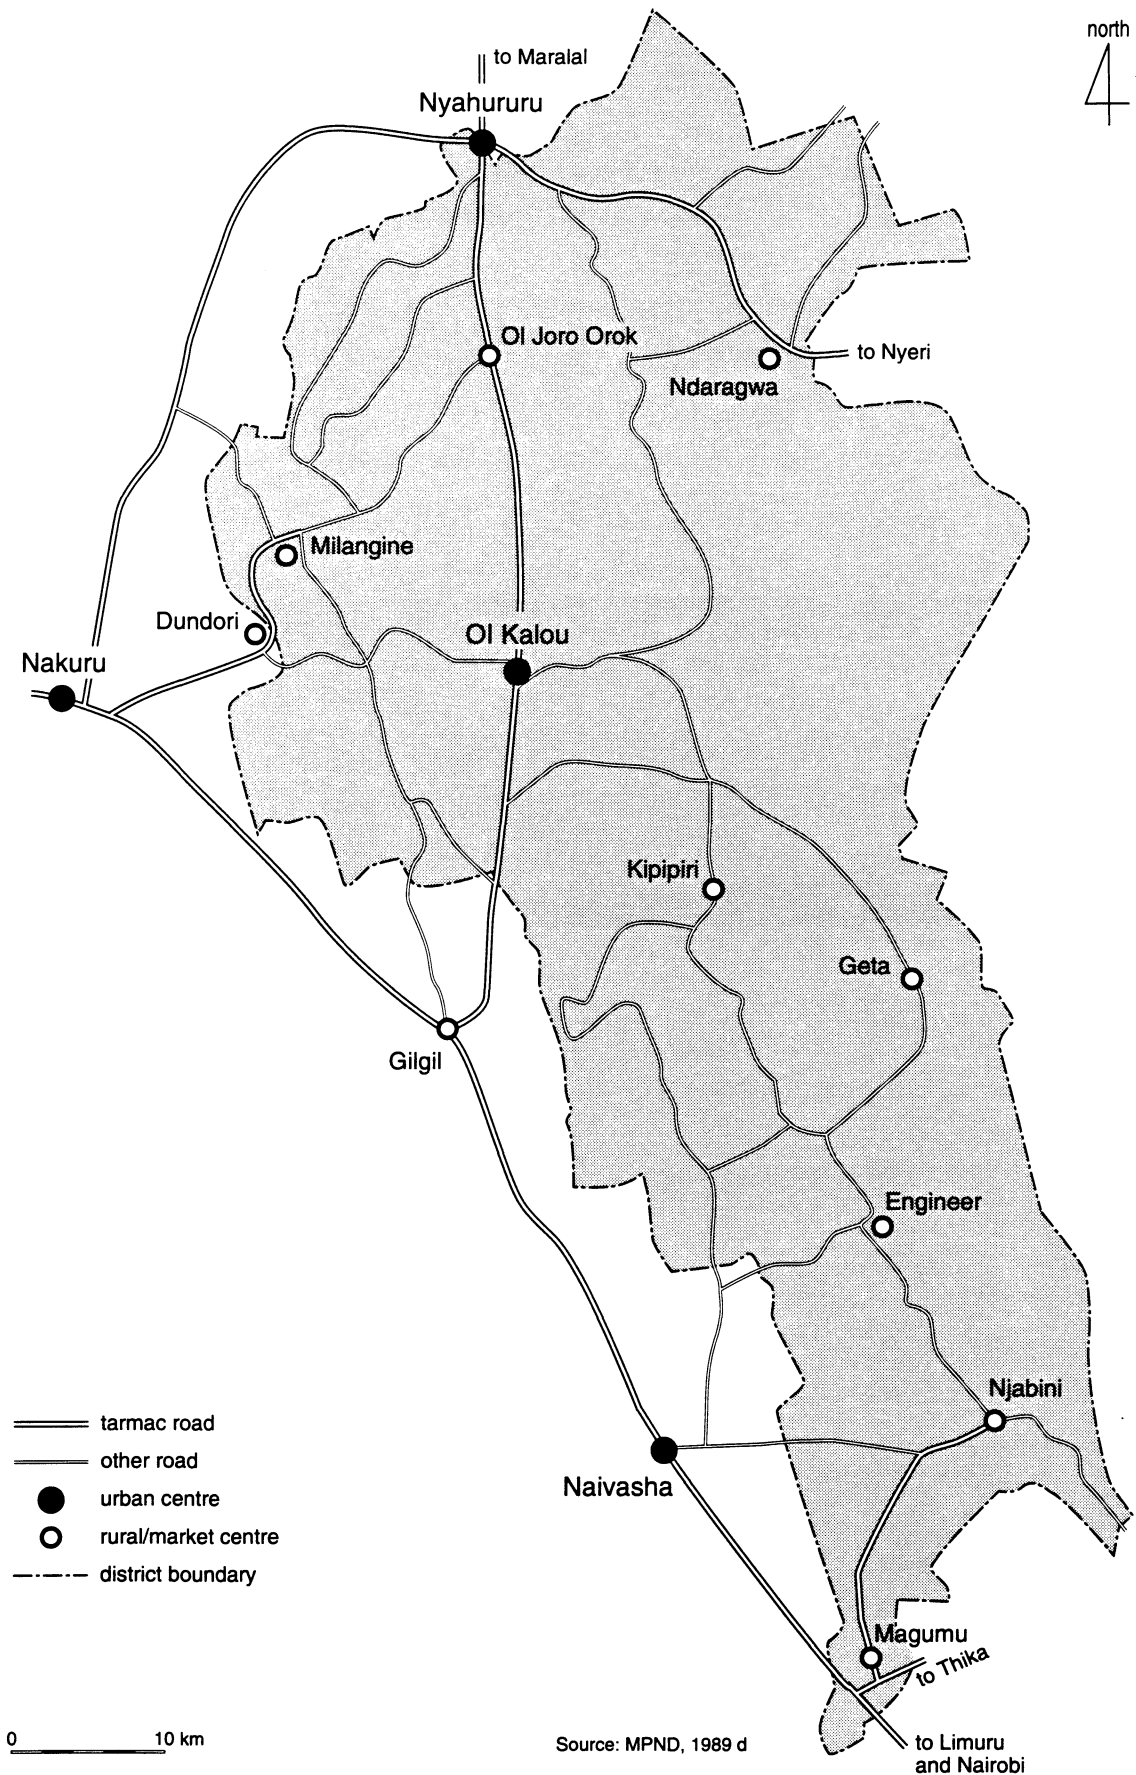 north
to Maralal
Nyahururu
Ol Joro Orok
to Nyeri
Ndaragwa
Milangine
Dundori
Ol Kalou
Nakuru
Kipipiri
Geta
Gilgil
Engineer
Njabini
tarmac road
other road
urban centre
Naivasha
rural/market centre
district boundary
Magumu
to Thika
0 10 km
Source: MPND, 1989 d
to Limuru
and Nairobi